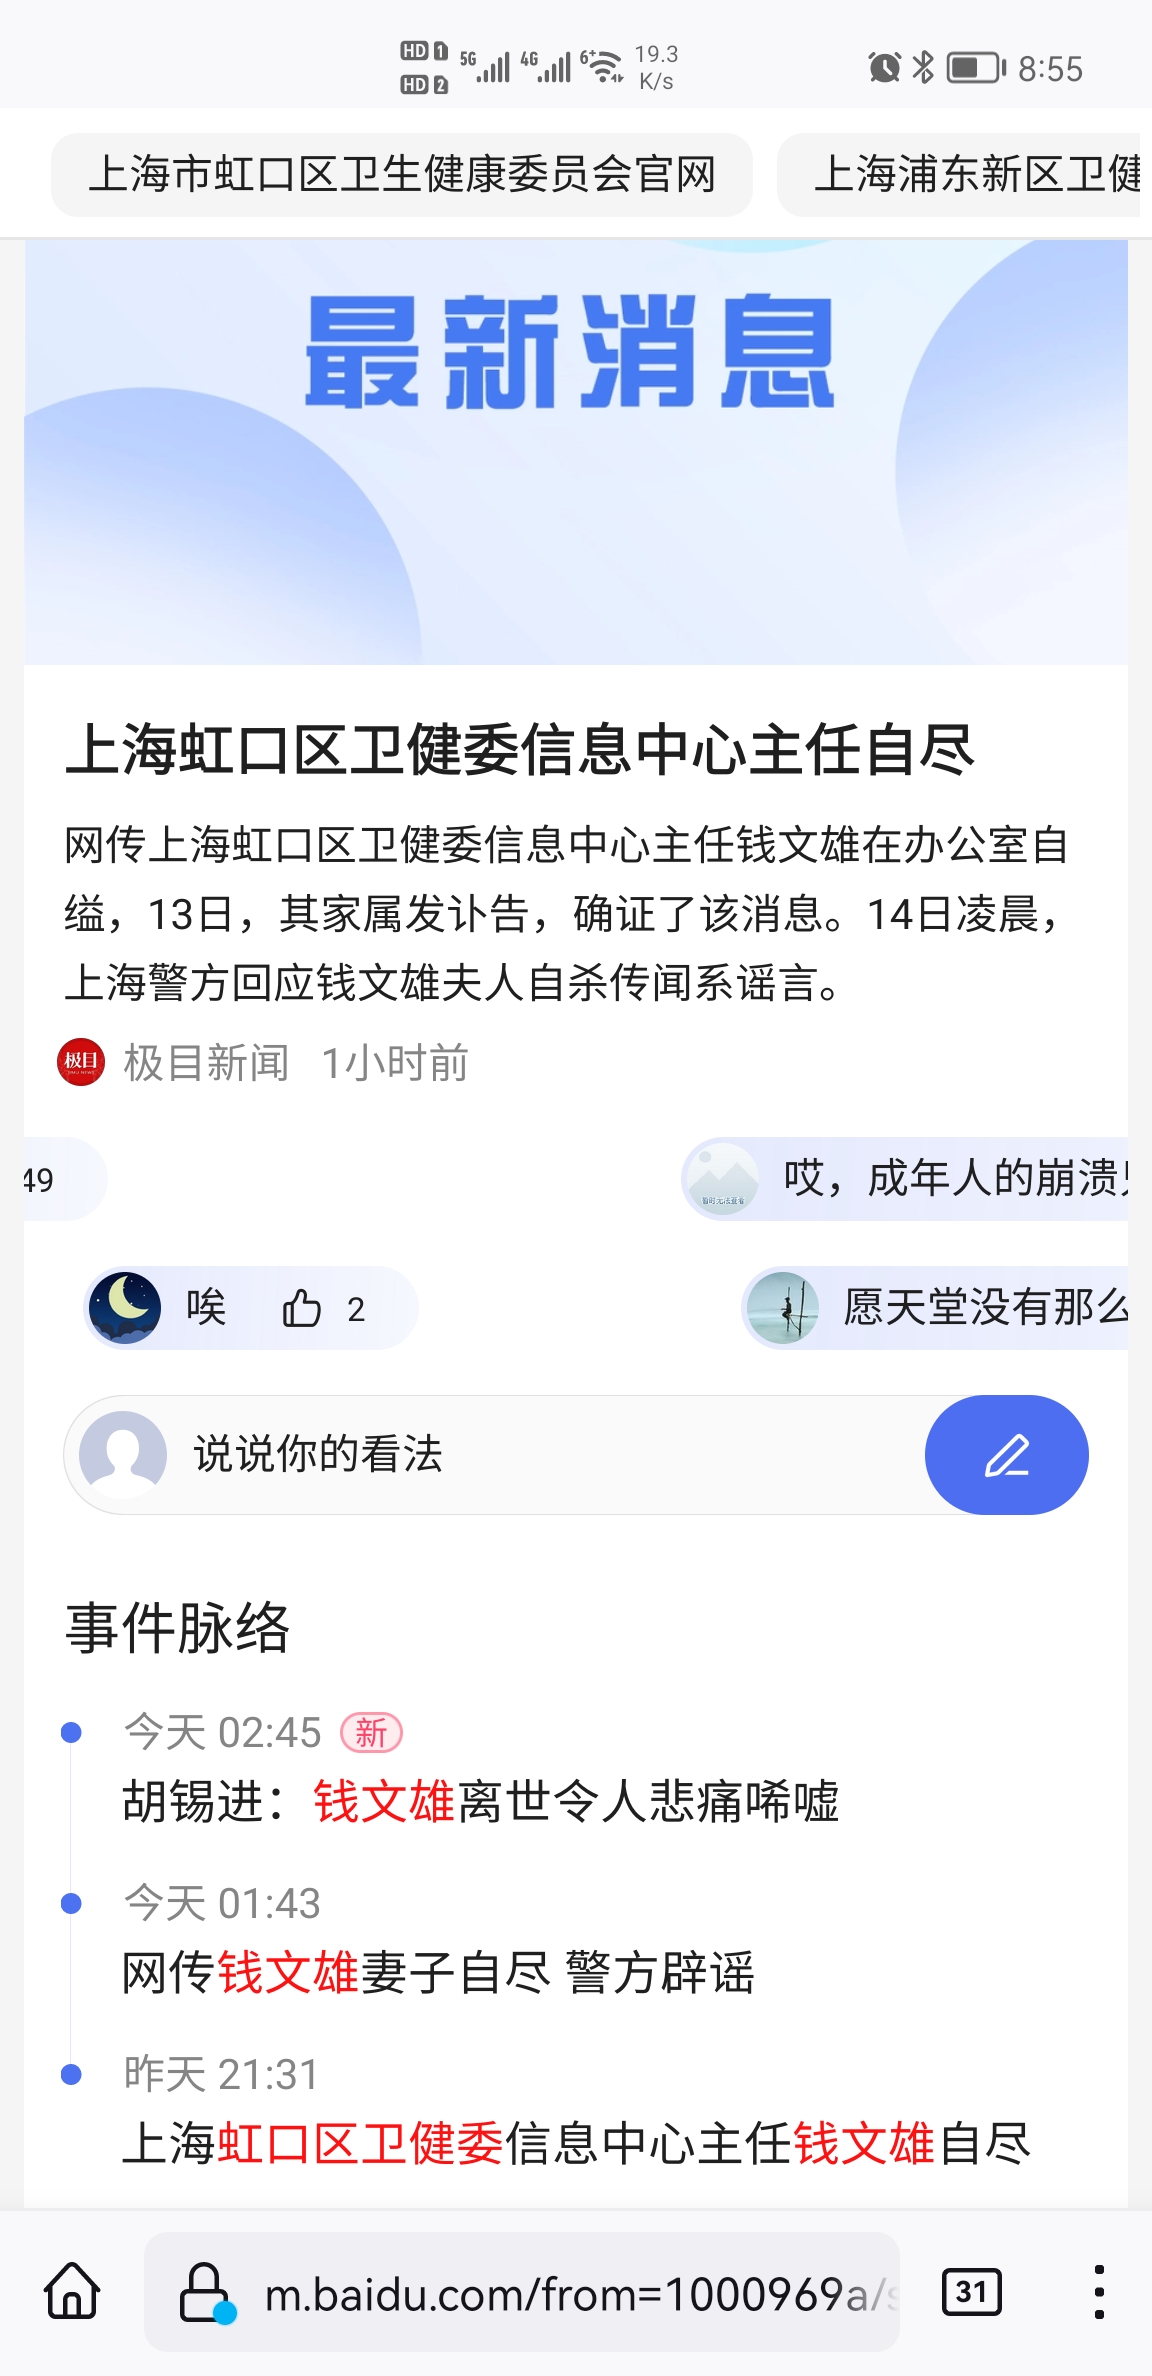 HD 1 5G 4G 6+ 19.3
HD 2 K/s 8:55
上海市虹口区卫生健康委员会官网 上海浦东新区卫健
最新消息
上海虹口区卫健委信息中心主任自尽
网传上海虹口区卫健委信息中心主任钱文雄在办公室自
缢，13日，其家属发讣告，确证了该消息。14日凌晨，
上海警方回应钱文雄夫人自杀传闻系谣言。
极目 极目新闻 1小时前
49 暂时无法查看 哎，成年人的崩溃
唉 2 愿天堂没有那么
说说你的看法
事件脉络
今天 02:45 新
胡锡进：钱文雄离世令人悲痛唏嘘
今天 01:43
网传钱文雄妻子自尽 警方辟谣
昨天 21:31
上海虹口区卫健委信息中心主任钱文雄自尽
m.baidu.com/from=1000969a/s 31